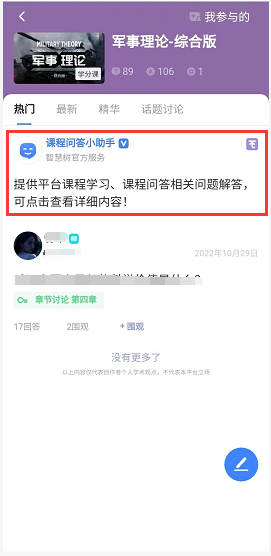 我参与的
MILITARY THEORY
军事 理论
学分课
军事理论-综合版
89
106
1
热门
最新
精华
话题讨论
课程问答小助手
智慧树官方服务
提供平台课程学习、课程问答相关问题解答，
可点击查看详细内容！
2022年10月29日
章节讨论 第四章
17回答
2围观
+ 围观
没有更多了
以上内容仅代表创作者个人学术观点，不代表本平台立场